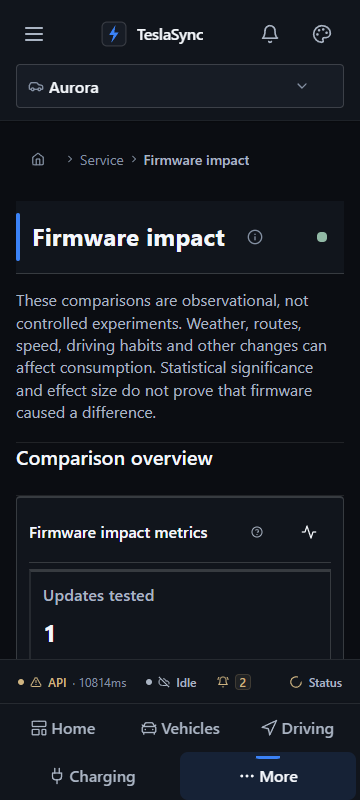 TeslaSync
Aurora
Service
Firmware impact
Firmware impact
These comparisons are observational, not
controlled experiments. Weather, routes,
speed, driving habits and other changes can
affect consumption. Statistical significance
and effect size do not prove that firmware
caused a difference.
Comparison overview
Firmware impact metrics
Updates tested
1
API · 10814ms
Idle
2
Status
Home
Vehicles
Driving
Charging
More